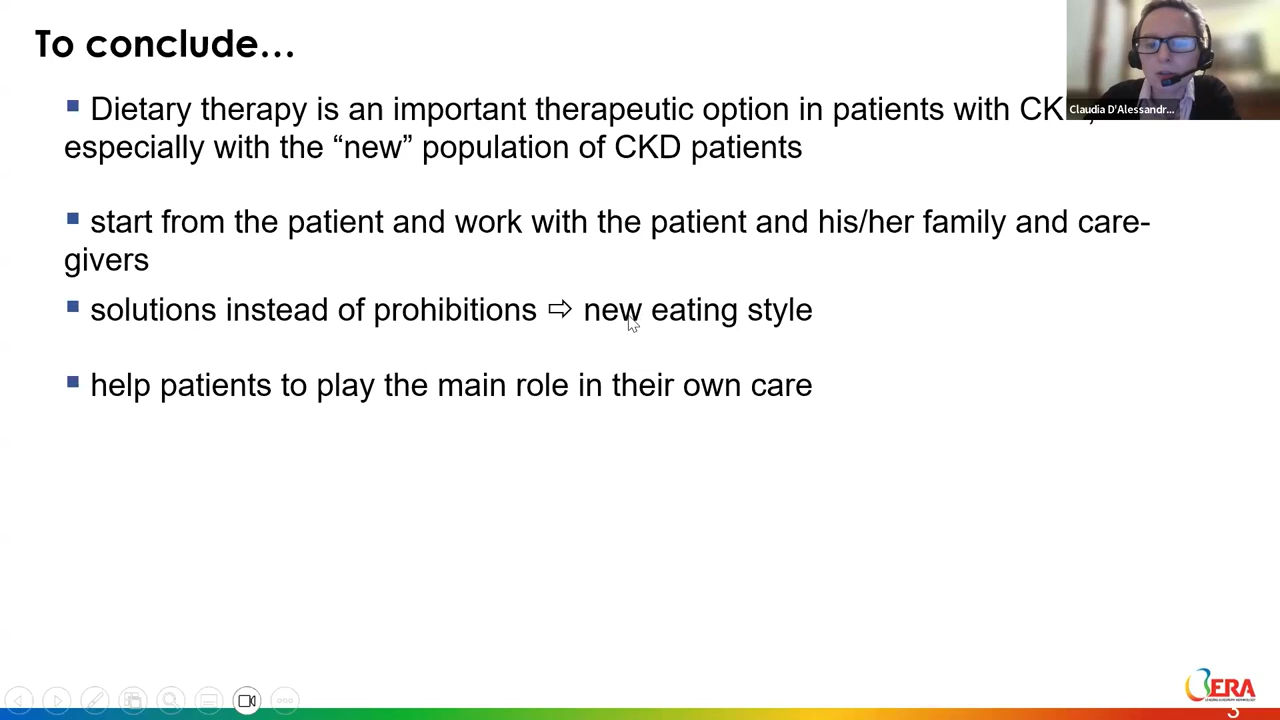 To conclude…
▪ Dietary therapy is an important therapeutic option in patients with
especially with the “new” population of CKD patients
▪ start from the patient and work with the patient and his/her family and care-
givers
▪ solutions instead of prohibitions ⇨ new eating style
▪ help patients to play the main role in their own care
Claudia D'Alessandr...
ERA